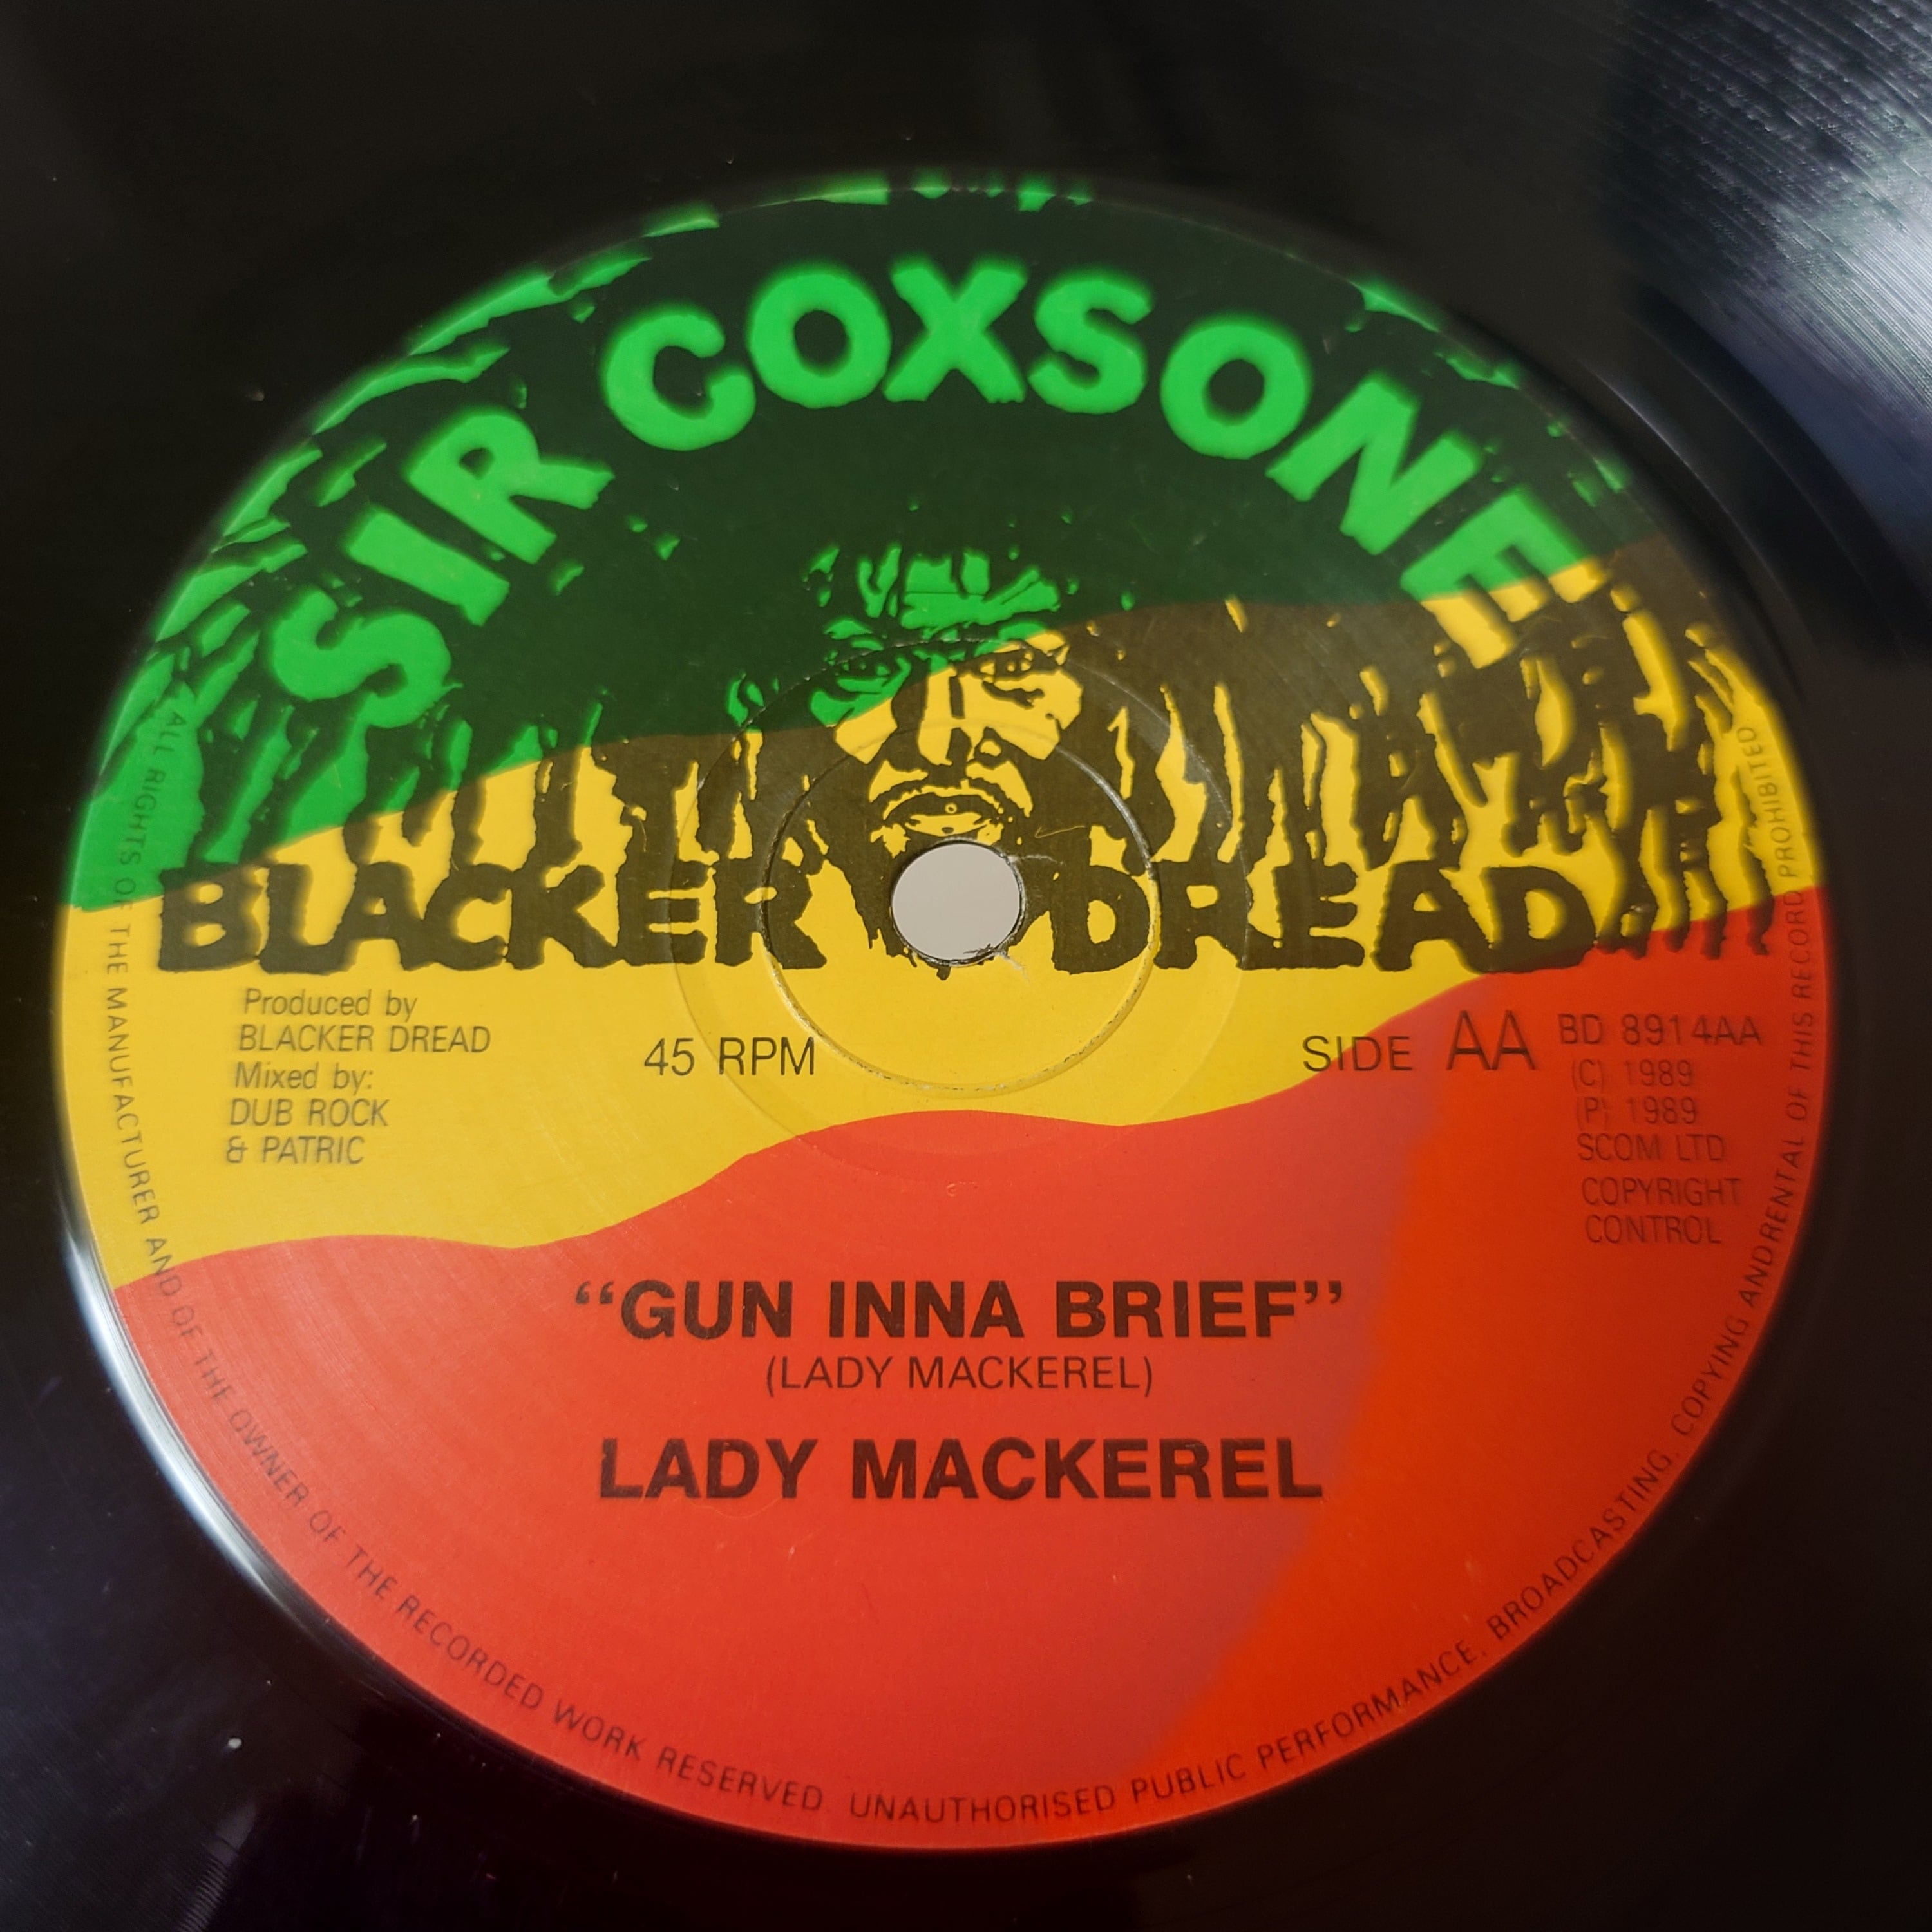 SIR COXSONE
BLACKER DREAD
Produced by
BLACKER DREAD
Mixed by:
DUB ROCK
& PATRIC
45 RPM
SIDE AA
BD 8914AA
(C) 1989
(P) 1989
SCOM LTD
COPYRIGHT
CONTROL
“GUN INNA BRIEF”
(LADY MACKEREL)
LADY MACKEREL
ALL RIGHTS OF THE MANUFACTURER AND OF THE OWNER OF THE RECORDED WORK RESERVED. UNAUTHORISED PUBLIC PERFORMANCE, BROADCASTING, COPYING ANDRENTAL OF THIS RECORD PROHIBITED